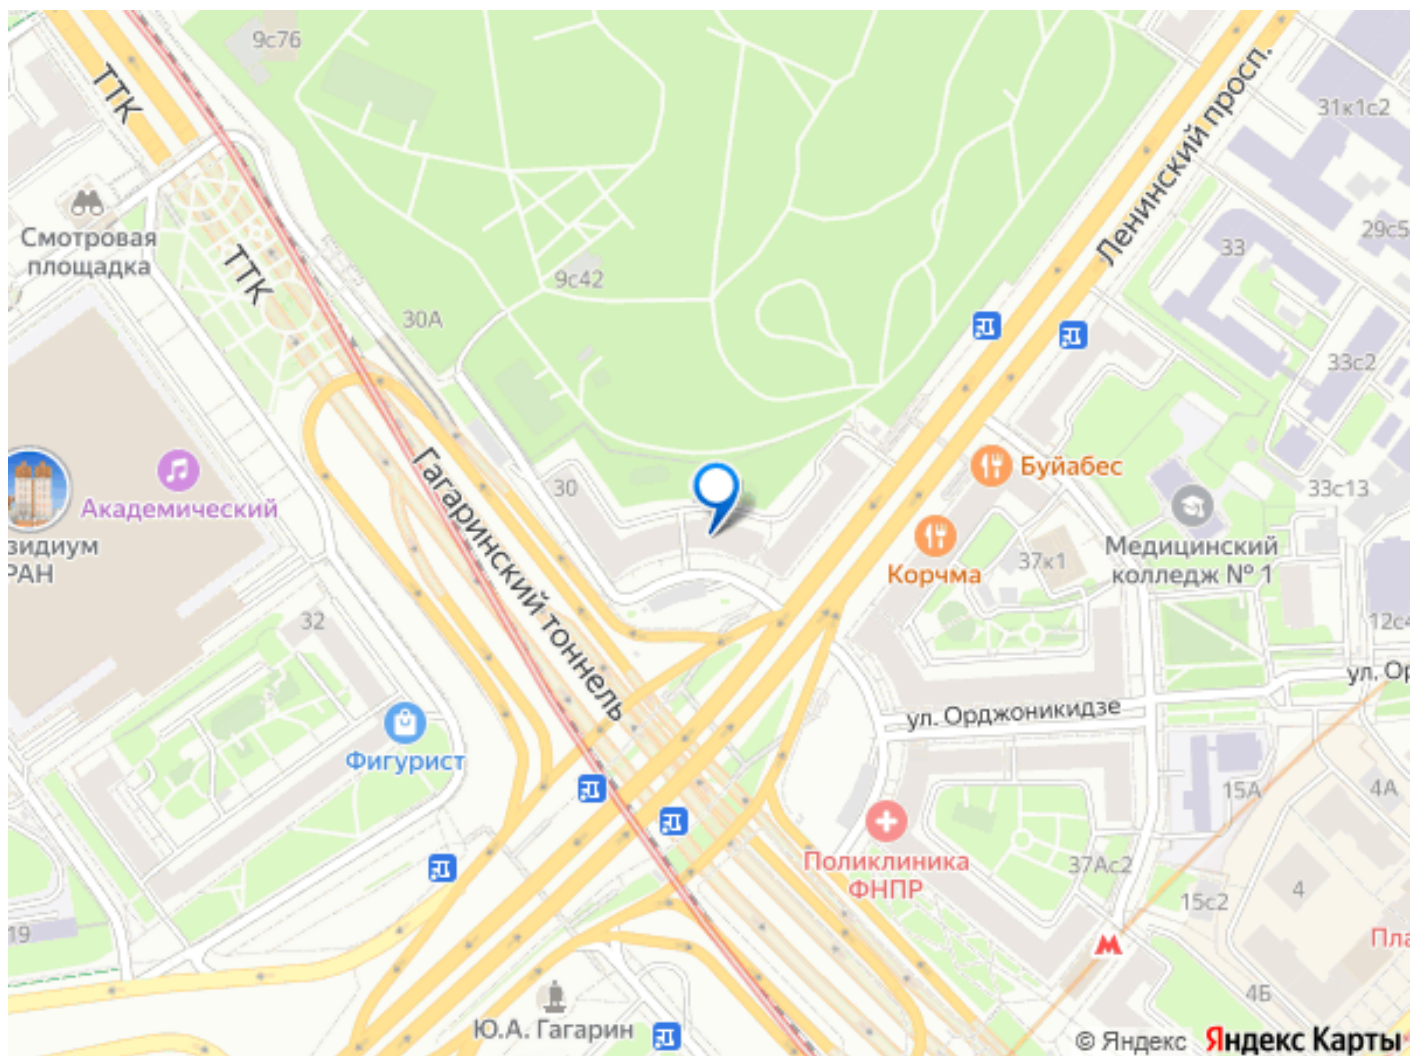 9с76
ТТК
Ленинский просп.
31к1с2
Смотровая
площадка
ТТК
33
29с5
9с42
30А
33с2
Гагаринский тоннель
Буйабес
Академический
30
33с13
зидиум
РАН
Корчма
37к1
Медицинский
колледж № 1
32
12с4
ул. Ор
ул. Орджоникидзе
Фигурист
15А
4А
Поликлиника
ФНПР
37Ас2
15с2
4
19
Пла
4Б
Ю.А. Гагарин
© Яндекс Яндекс Карты